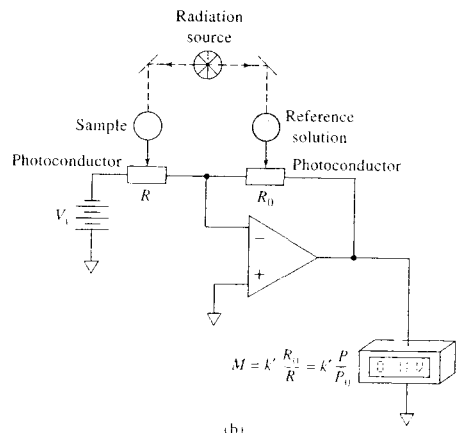 Radiation
source
Sample
Reference
solution
Photoconductor
Photoconductor
R
R₀
Vᵢ
−
+
M = k′ R₀/R = k′ P/P₀
(b)